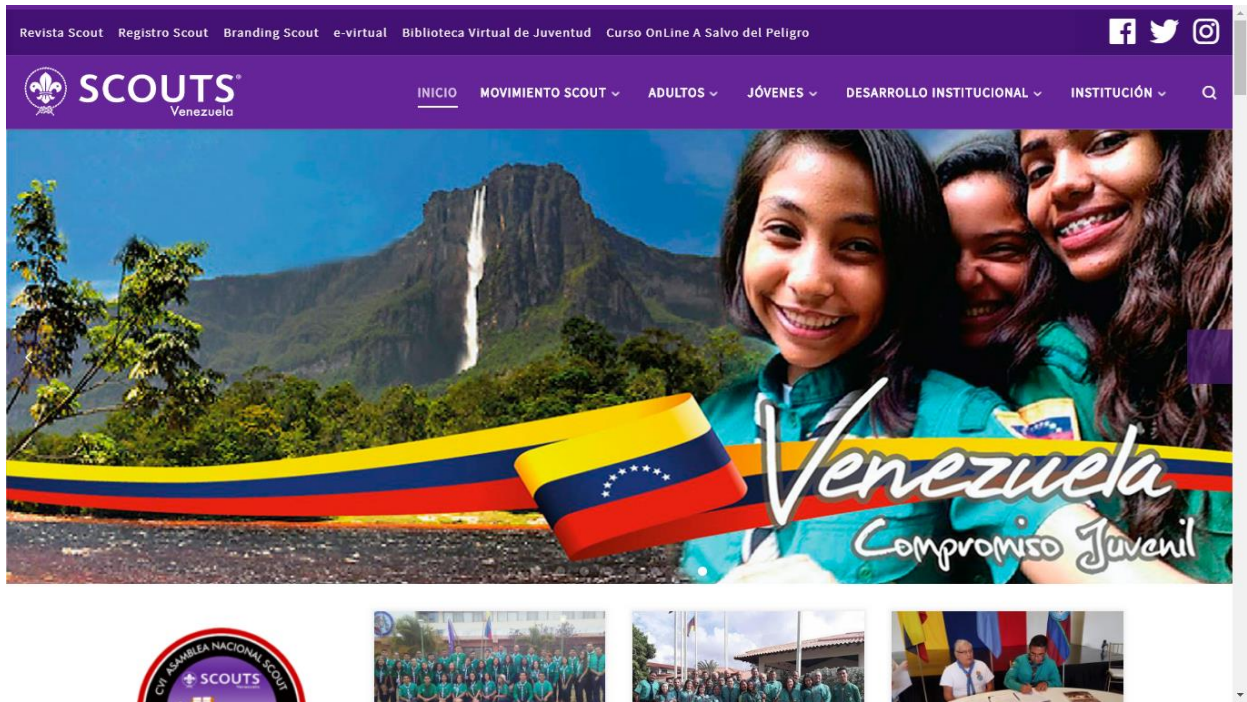 Revista Scout Registro Scout Branding Scout e-virtual Biblioteca Virtual de Juventud Curso OnLine A Salvo del Peligro
SCOUTS®
Venezuela
INICIO MOVIMIENTO SCOUT ADULTOS JÓVENES DESARROLLO INSTITUCIONAL INSTITUCIÓN
Venezuela
Compromiso Juvenil
CVI ASAMBLEA NACIONAL SCOUT
SCOUTS